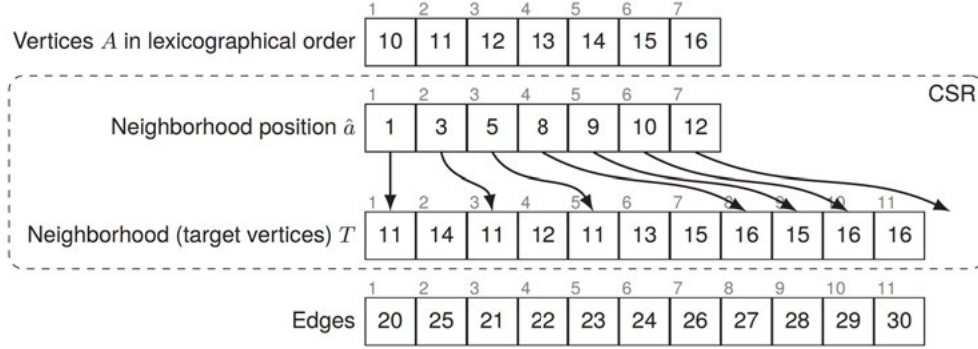 1 2 3 4 5 6 7
Vertices A in lexicographical order 10 11 12 13 14 15 16
CSR
1 2 3 4 5 6 7
Neighborhood position â 1 3 5 8 9 10 12
1 2 3 4 5 6 7 8 9 10 11
Neighborhood (target vertices) T 11 14 11 12 11 13 15 16 15 16 16
1 2 3 4 5 6 7 8 9 10 11
Edges 20 25 21 22 23 24 26 27 28 29 30